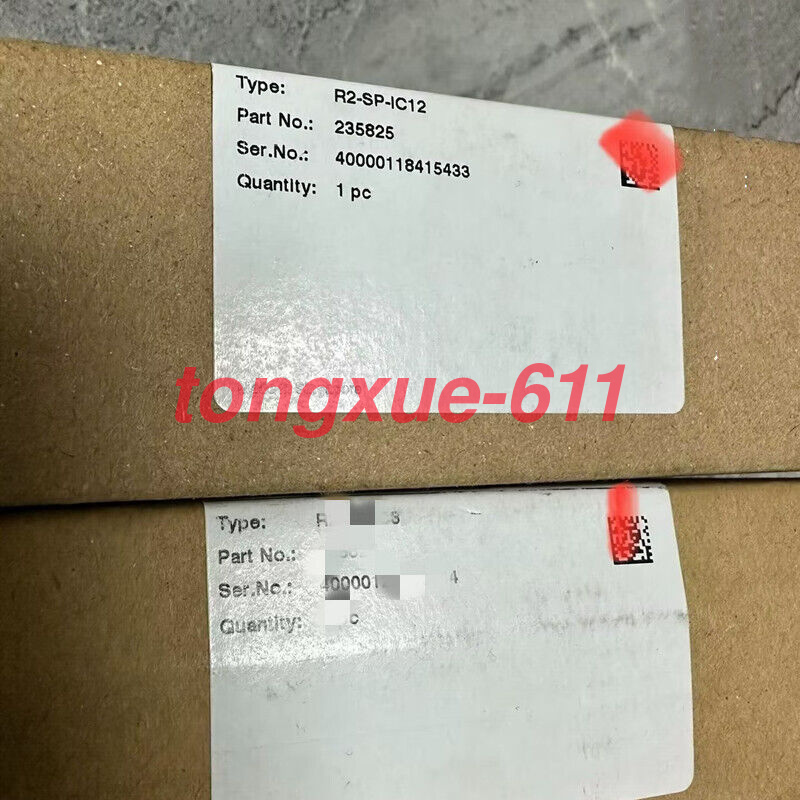 Type: R2-SP-IC12
Part No.: 235825
Ser.No.: 40000118415433
Quantity: 1 pc
tongxue-611
Type:
Part No.:
Ser.No.:
Quantity: